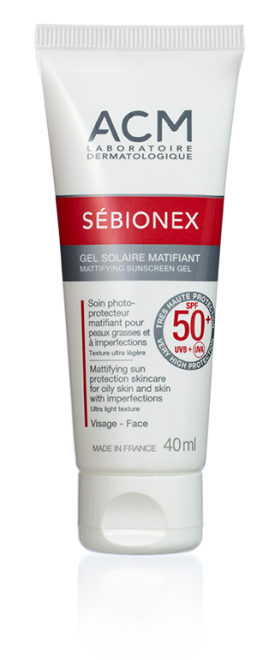 ACM
LABORATOIRE
DERMATOLOGIQUE
SÉBIONEX
GEL SOLAIRE MATIFIANT
MATTIFYING SUNSCREEN GEL
Soin photo-
protecteur
matifiant pour
peaux grasses et
à imperfections
Texture ultra légère
Mattifying sun
protection skincare
for oily skin and skin
with imperfections
Ultra light texture
Visage - Face
TRÈS HAUTE PROTECTION
SPF
50+
UVB + UVA
VERY HIGH PROTECTION
MADE IN FRANCE
40ml